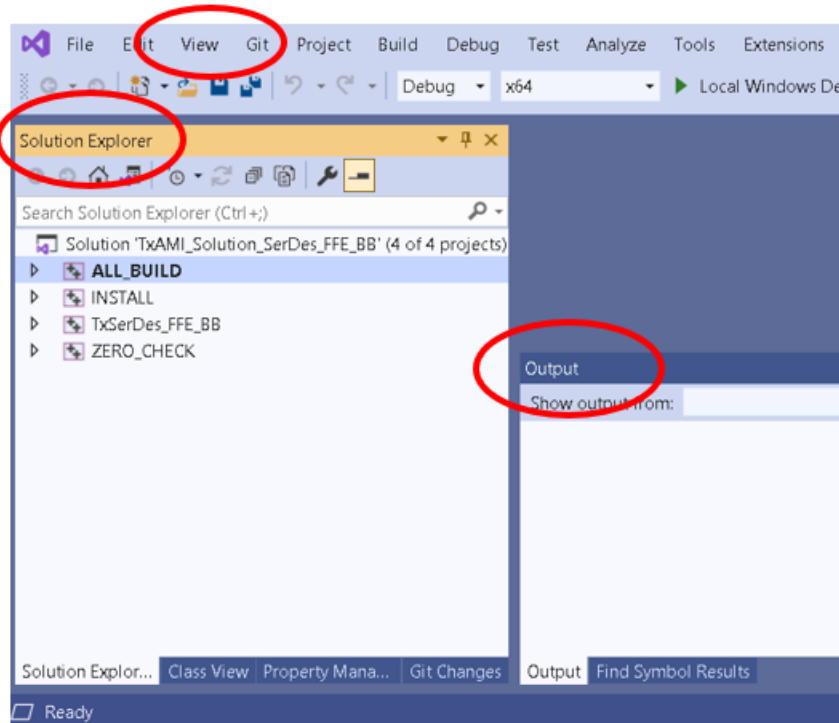 File Edit View Git Project Build Debug Test Analyze Tools Extensions
Debug x64 Local Windows De
Solution Explorer
Search Solution Explorer (Ctrl+;)
Solution 'TxAMI_Solution_SerDes_FFE_BB' (4 of 4 projects)
ALL_BUILD
INSTALL
TxSerDes_FFE_BB
ZERO_CHECK
Output
Show output from:
Solution Explor... Class View Property Mana... Git Changes
Output Find Symbol Results
Ready